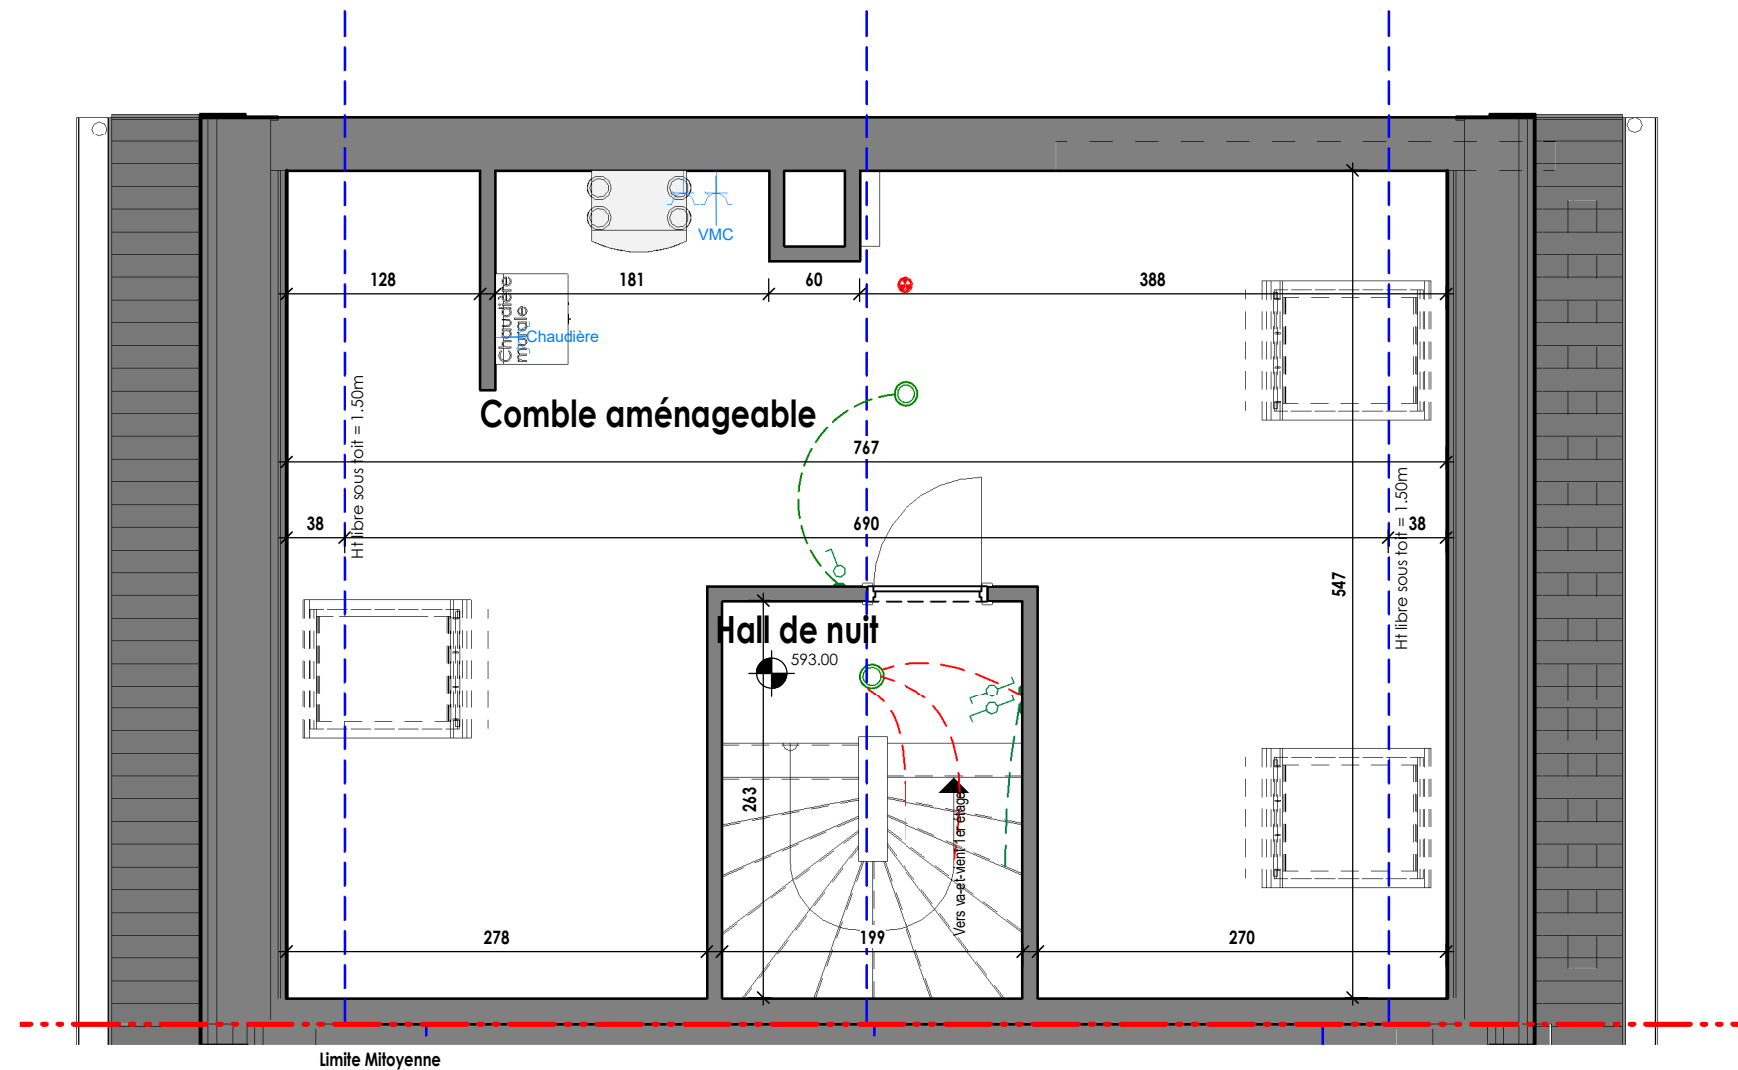 VMC
128
181
60
388
Chaudière
murale
Chaudière
Comble aménageable
Ht libre sous toit = 1.50m
767
38
690
38
Ht libre sous toit = 1.50m
547
Hall de nuit
593.00
263
Vers va-et-vient 1er étage
278
199
270
Limite Mitoyenne